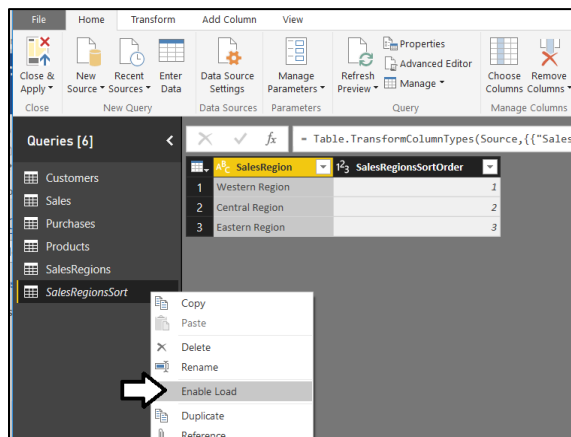 File Home Transform Add Column View
Close & New Recent Enter Data Source Manage Refresh Properties Choose Remove
Apply Source Sources Data Settings Parameters Preview Advanced Editor Columns Columns
Manage
Close New Query Data Sources Parameters Query Manage Columns
Queries [6] < fx = Table.TransformColumnTypes(Source,{{"Sales
ABC SalesRegion 123 SalesRegionsSortOrder
Customers 1 Western Region 1
Sales 2 Central Region 2
Purchases 3 Eastern Region 3
Products
SalesRegions
SalesRegionsSort
Copy
Paste
Delete
Rename
Enable Load
Duplicate
Reference